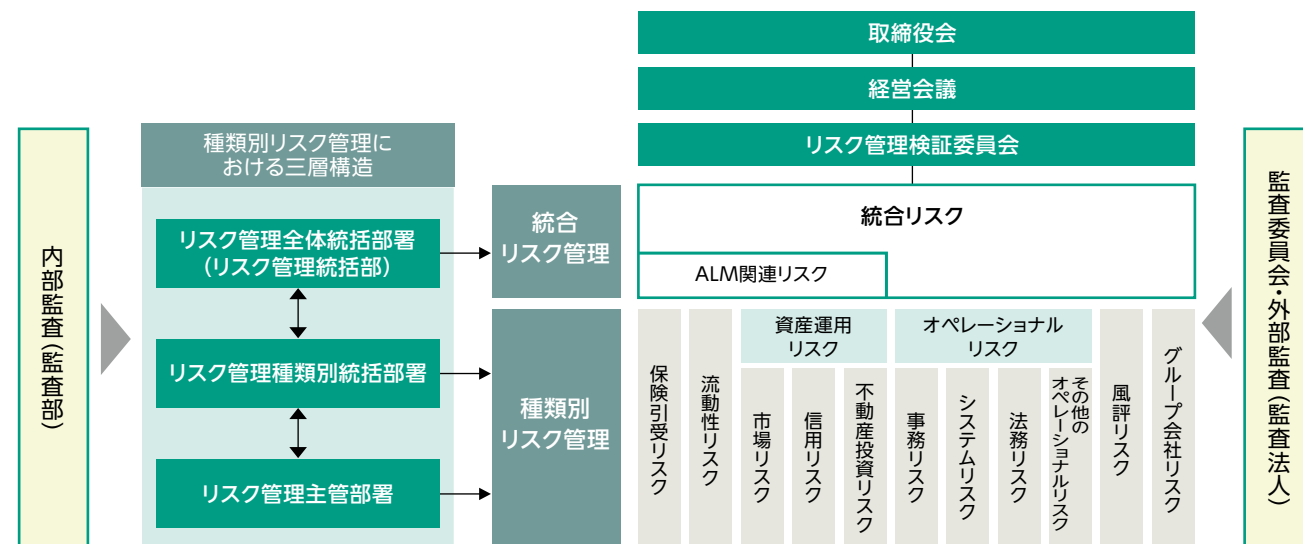 取締役会
経営会議
リスク管理検証委員会
内部監査(監査部)
種類別リスク管理に
おける三層構造
リスク管理全体統括部署
(リスク管理統括部)
リスク管理種類別統括部署
リスク管理主管部署
統合
リスク管理
種類別
リスク管理
統合リスク
ALM関連リスク
保険引受リスク
流動性リスク
資産運用
リスク
市場リスク
信用リスク
不動産投資リスク
オペレーショナル
リスク
事務リスク
システムリスク
法務リスク
その他の
オペレーショナルリスク
風評リスク
グループ会社リスク
監査委員会・外部監査(監査法人)